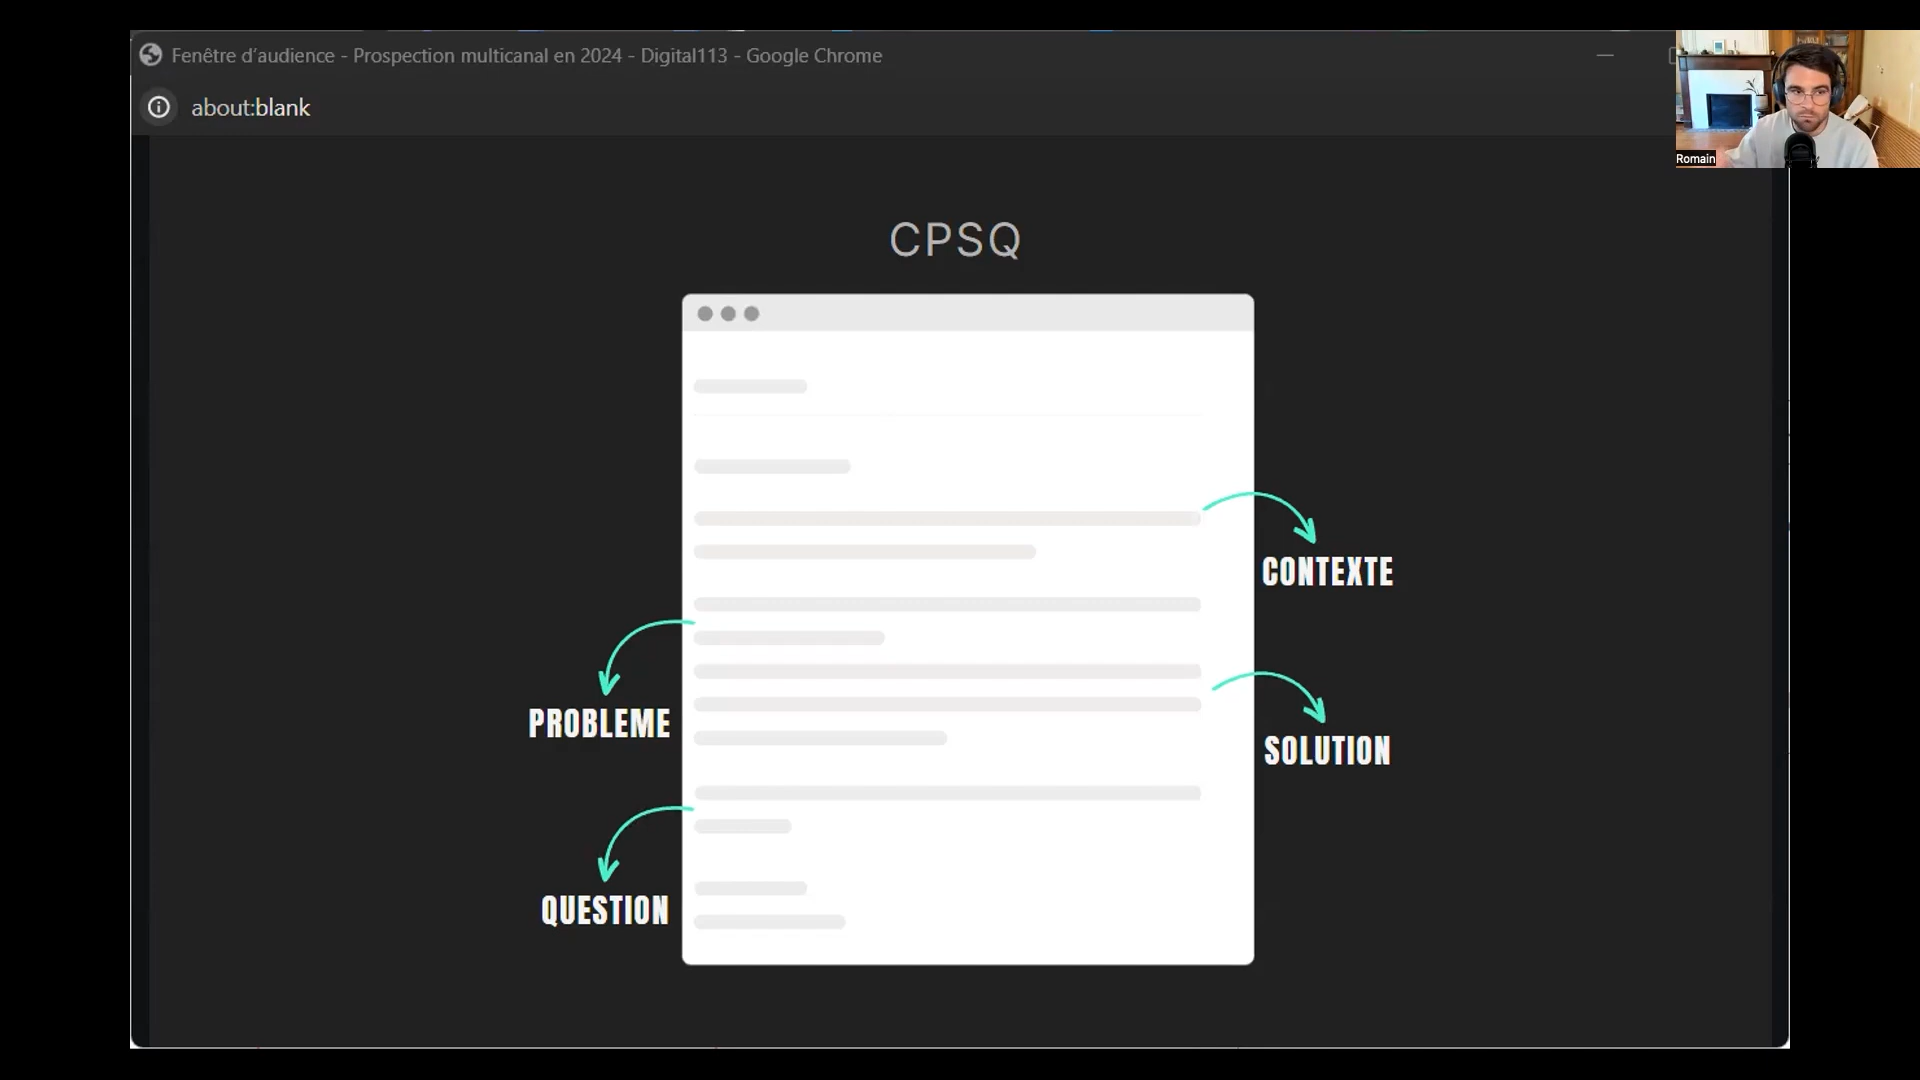 Fenêtre d’audience - Prospection multicanal en 2024 - Digital113 - Google Chrome
about:blank
Romain
CPSQ
CONTEXTE
PROBLEME
SOLUTION
QUESTION